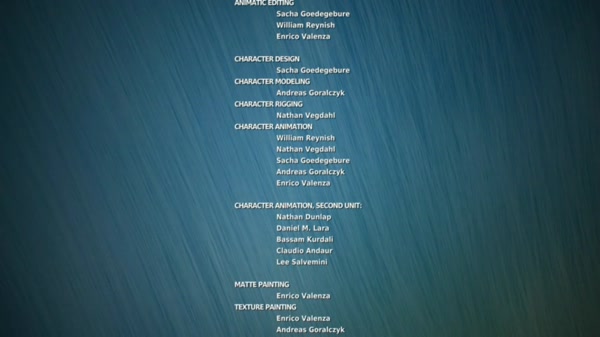 ANIMATIC EDITING
Sacha Goedegebure
William Reynish
Enrico Valenza
CHARACTER DESIGN
Sacha Goedegebure
CHARACTER MODELING
Andreas Goralczyk
CHARACTER RIGGING
Nathan Vegdahl
CHARACTER ANIMATION
William Reynish
Nathan Vegdahl
Sacha Goedegebure
Andreas Goralczyk
Enrico Valenza
CHARACTER ANIMATION, SECOND UNIT:
Nathan Dunlap
Daniel M. Lara
Bassam Kurdali
Claudio Andaur
Lee Salvemini
MATTE PAINTING
Enrico Valenza
TEXTURE PAINTING
Enrico Valenza
Andreas Goralczyk